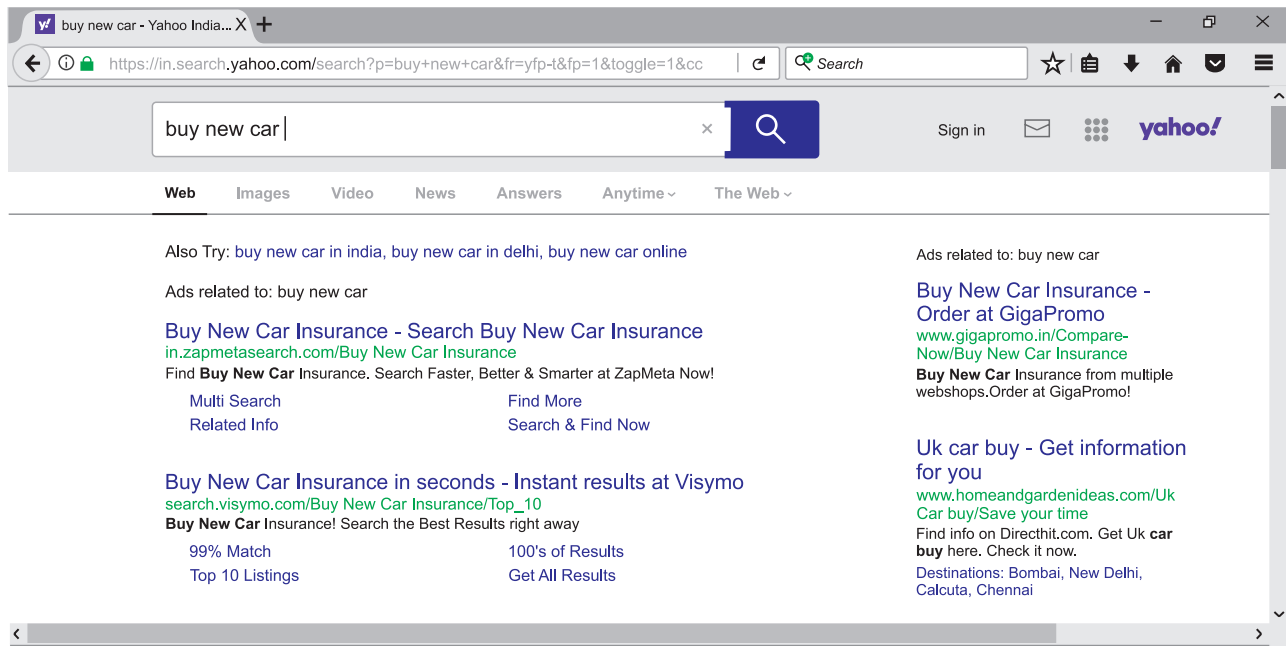 buy new car - Yahoo India... X +
https://in.search.yahoo.com/search?p=buy+new+car&fr=yfp-t&fp=1&toggle=1&cc
Search
buy new car
Sign in
yahoo!
Web Images Video News Answers Anytime The Web
Also Try: buy new car in india, buy new car in delhi, buy new car online
Ads related to: buy new car
Buy New Car Insurance - Search Buy New Car Insurance
in.zapmetasearch.com/Buy New Car Insurance
Find Buy New Car Insurance. Search Faster, Better & Smarter at ZapMeta Now!
Multi Search Find More
Related Info Search & Find Now
Buy New Car Insurance in seconds - Instant results at Visymo
search.visymo.com/Buy New Car Insurance/Top_10
Buy New Car Insurance! Search the Best Results right away
99% Match 100's of Results
Top 10 Listings Get All Results
Ads related to: buy new car
Buy New Car Insurance -
Order at GigaPromo
www.gigapromo.in/Compare-
Now/Buy New Car Insurance
Buy New Car Insurance from multiple
webshops.Order at GigaPromo!
Uk car buy - Get information
for you
www.homeandgardenideas.com/Uk
Car buy/Save your time
Find info on Directhit.com. Get Uk car
buy here. Check it now.
Destinations: Bombai, New Delhi,
Calcuta, Chennai